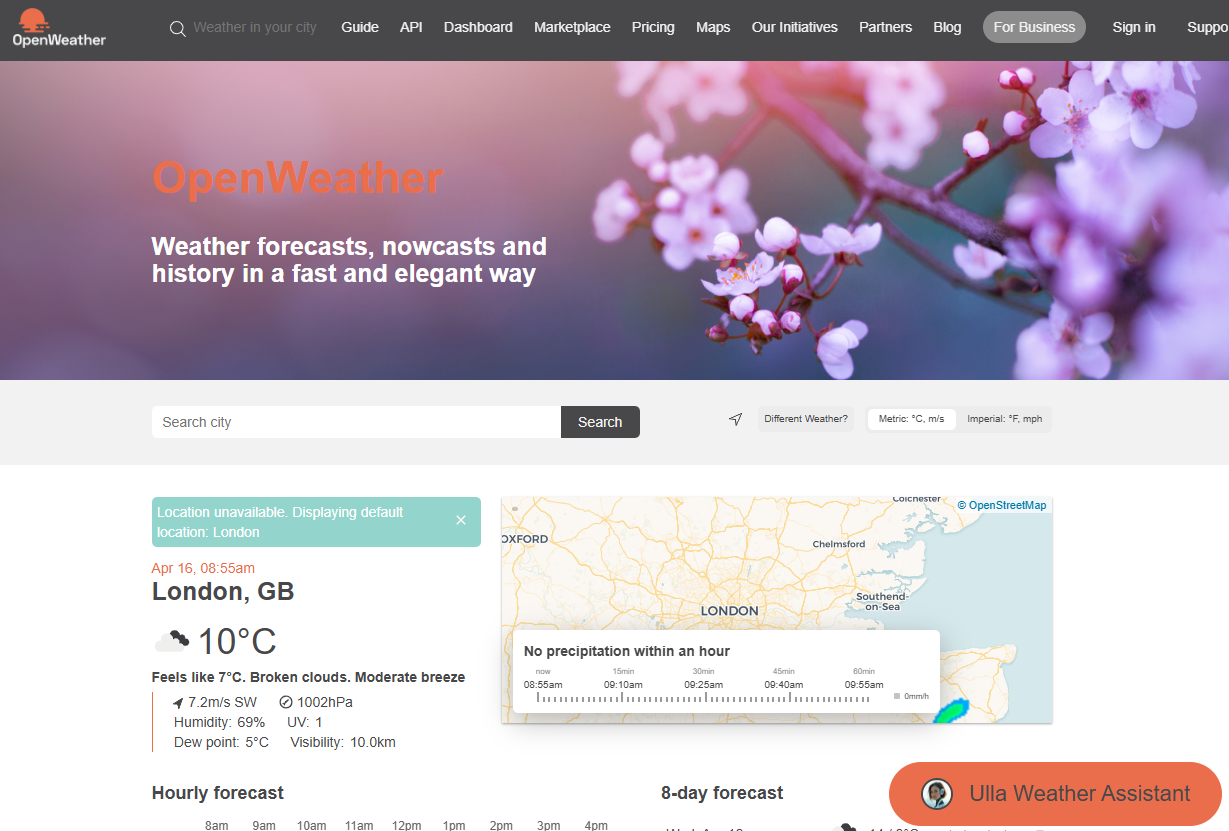 OpenWeather
Weather in your city
Guide
API
Dashboard
Marketplace
Pricing
Maps
Our Initiatives
Partners
Blog
For Business
Sign in
Suppo
OpenWeather
Weather forecasts, nowcasts and
history in a fast and elegant way
Search city
Search
Different Weather?
Metric: °C, m/s
Imperial: °F, mph
Location unavailable. Displaying default
location: London
Apr 16, 08:55am
London, GB
10°C
Feels like 7°C. Broken clouds. Moderate breeze
7.2m/s SW
1002hPa
Humidity: 69%
UV: 1
Dew point: 5°C
Visibility: 10.0km
Colchester
© OpenStreetMap
OXFORD
Chelmsford
Southend-
on-Sea
LONDON
No precipitation within an hour
now 15min 30min 45min 60min
08:55am 09:10am 09:25am 09:40am 09:55am
0mm/h
Hourly forecast
8am 9am 10am 11am 12pm 1pm 2pm 3pm 4pm
8-day forecast
Ulla Weather Assistant